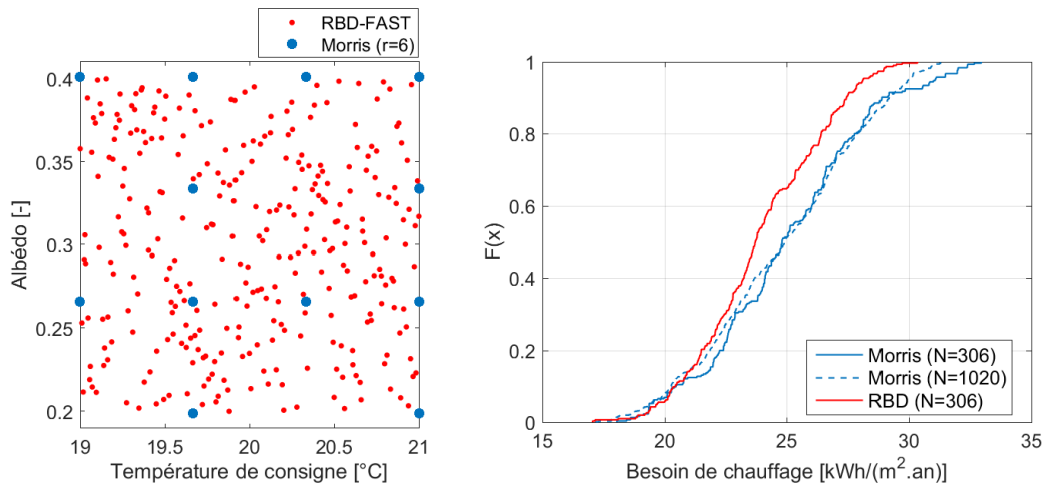 RBD-FAST
Morris (r=6)
0.4
0.35
0.3
0.25
0.2
Albédo [-]
19
19.5
20
20.5
21
Température de consigne [°C]
1
0.8
0.6
0.4
0.2
0
F(x)
Morris (N=306)
Morris (N=1020)
RBD (N=306)
15
20
25
30
35
Besoin de chauffage [kWh/(m².an)]